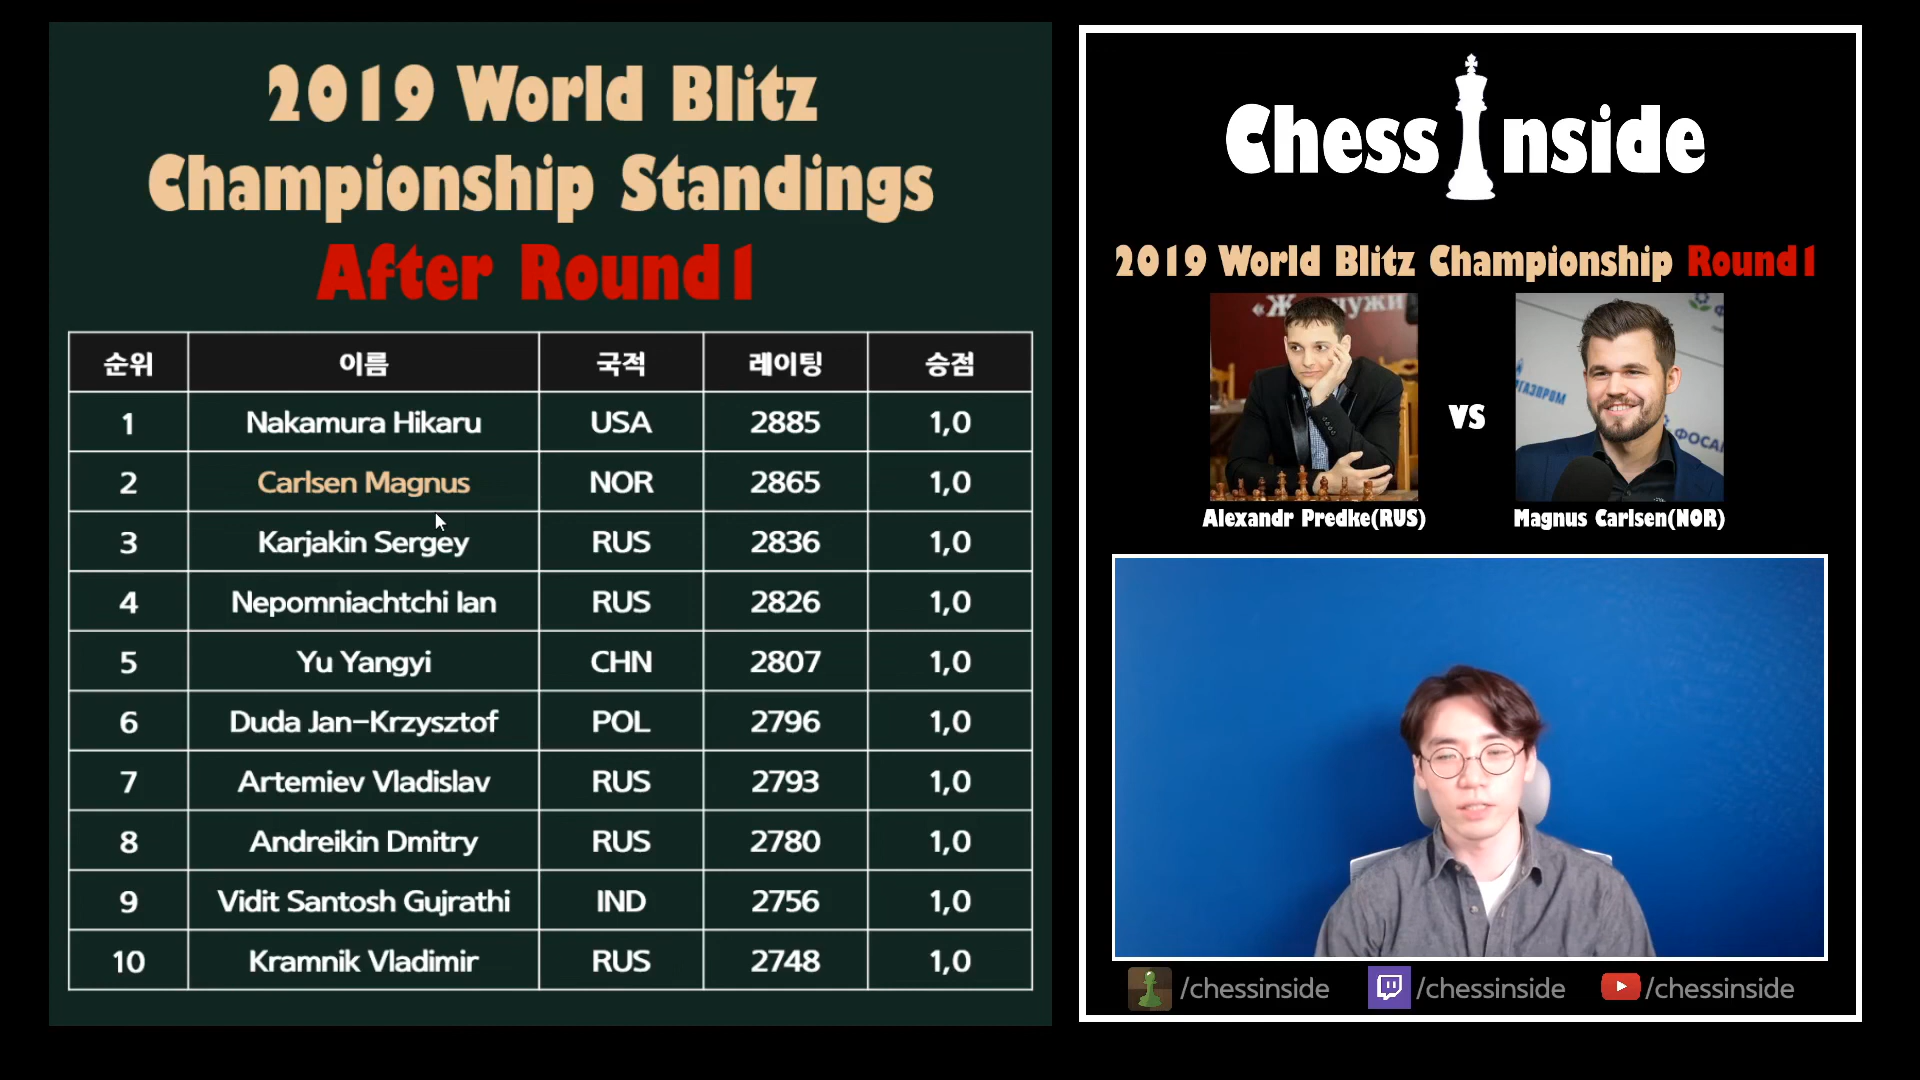 2019 World Blitz
Championship Standings
After Round1
순위 이름 국적 레이팅 승점
1 Nakamura Hikaru USA 2885 1,0
2 Carlsen Magnus NOR 2865 1,0
3 Karjakin Sergey RUS 2836 1,0
4 Nepomniachtchi Ian RUS 2826 1,0
5 Yu Yangyi CHN 2807 1,0
6 Duda Jan-Krzysztof POL 2796 1,0
7 Artemiev Vladislav RUS 2793 1,0
8 Andreikin Dmitry RUS 2780 1,0
9 Vidit Santosh Gujrathi IND 2756 1,0
10 Kramnik Vladimir RUS 2748 1,0
Chess Inside
2019 World Blitz Championship Round1
VS
Alexandr Predke(RUS) Magnus Carlsen(NOR)
/chessinside /chessinside /chessinside